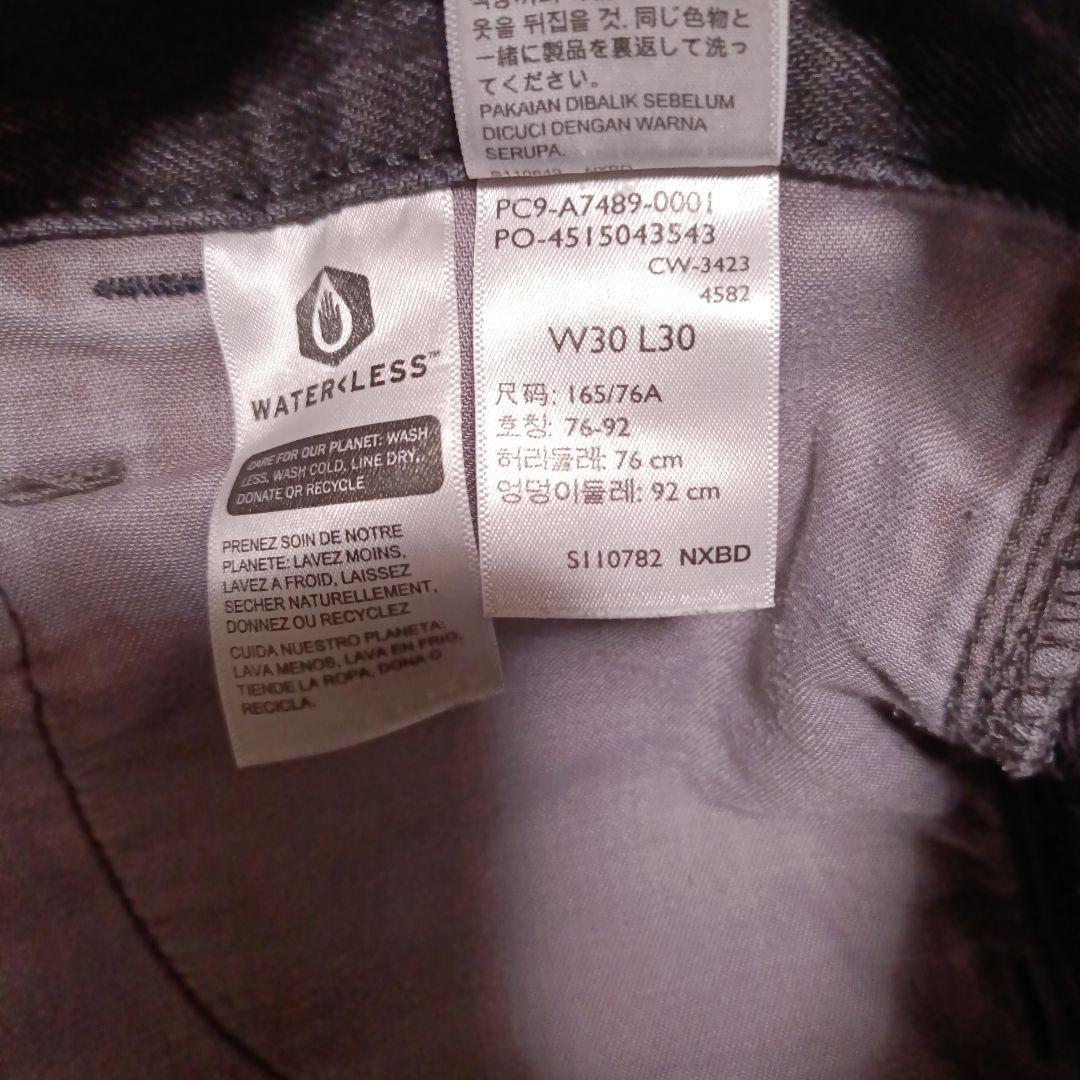 옷을 뒤집을 것. 同じ色物と
一緒に製品を裏返して洗っ
てください。
PAKAIAN DIBALIK SEBELUM
DICUCI DENGAN WARNA
SERUPA.
NXBD
WATER<LESS™
CARE FOR OUR PLANET: WASH
LESS, WASH COLD, LINE DRY,
DONATE OR RECYCLE
PRENEZ SOIN DE NOTRE
PLANETE: LAVEZ MOINS,
LAVEZ A FROID, LAISSEZ
SECHER NATURELLEMENT,
DONNEZ OU RECYCLEZ
CUIDA NUESTRO PLANETA:
LAVA MENOS, LAVA EN FRIO,
TIENDE LA ROPA, DONA O
RECICLA.
PC9-A7489-0001
PO-4515043543
CW-3423
4582
W30 L30
尺码: 165/76A
호칭: 76-92
허리둘레: 76 cm
엉덩이둘레: 92 cm
S110782 NXBD